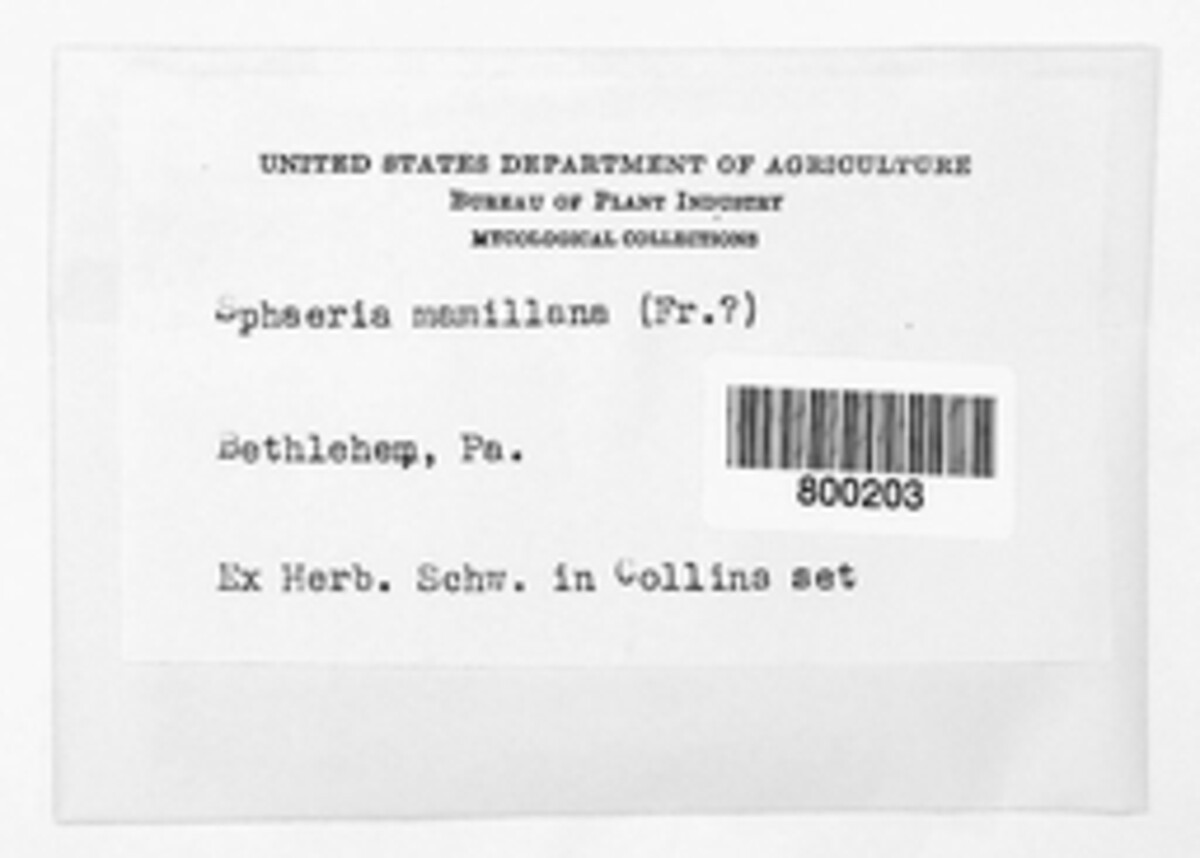 UNITED STATES DEPARTMENT OF AGRICULTURE
BUREAU OF PLANT INDUSTRY
MYCOLOGICAL COLLECTIONS
Sphaeria mamillana (Fr.?)
Bethlehem, Pa.
800203
Ex Herb. Schw. in Collins set